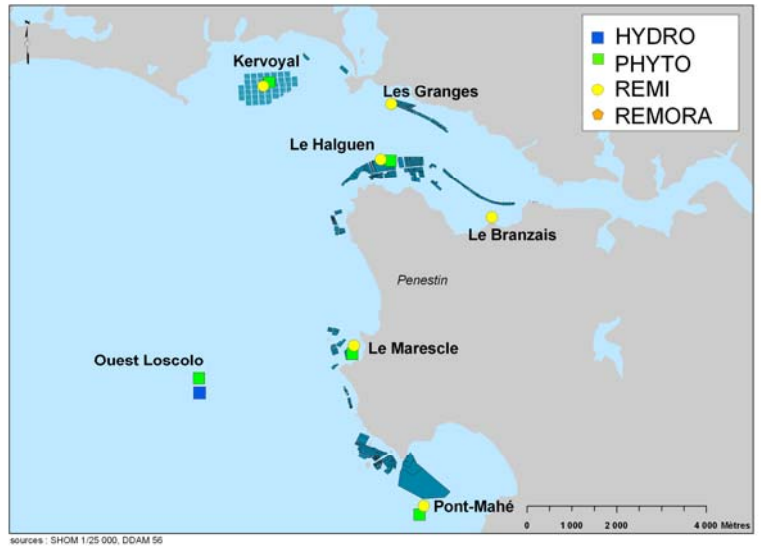 HYDRO
PHYTO
REMI
REMORA
Kervoyal
Les Granges
Le Halguen
Le Branzais
Penestin
Ouest Loscolo
Le Marescle
Pont-Mahé
0 1 000 2 000 4 000 Mètres
sources : SHOM 1/25 000, DDAM 56